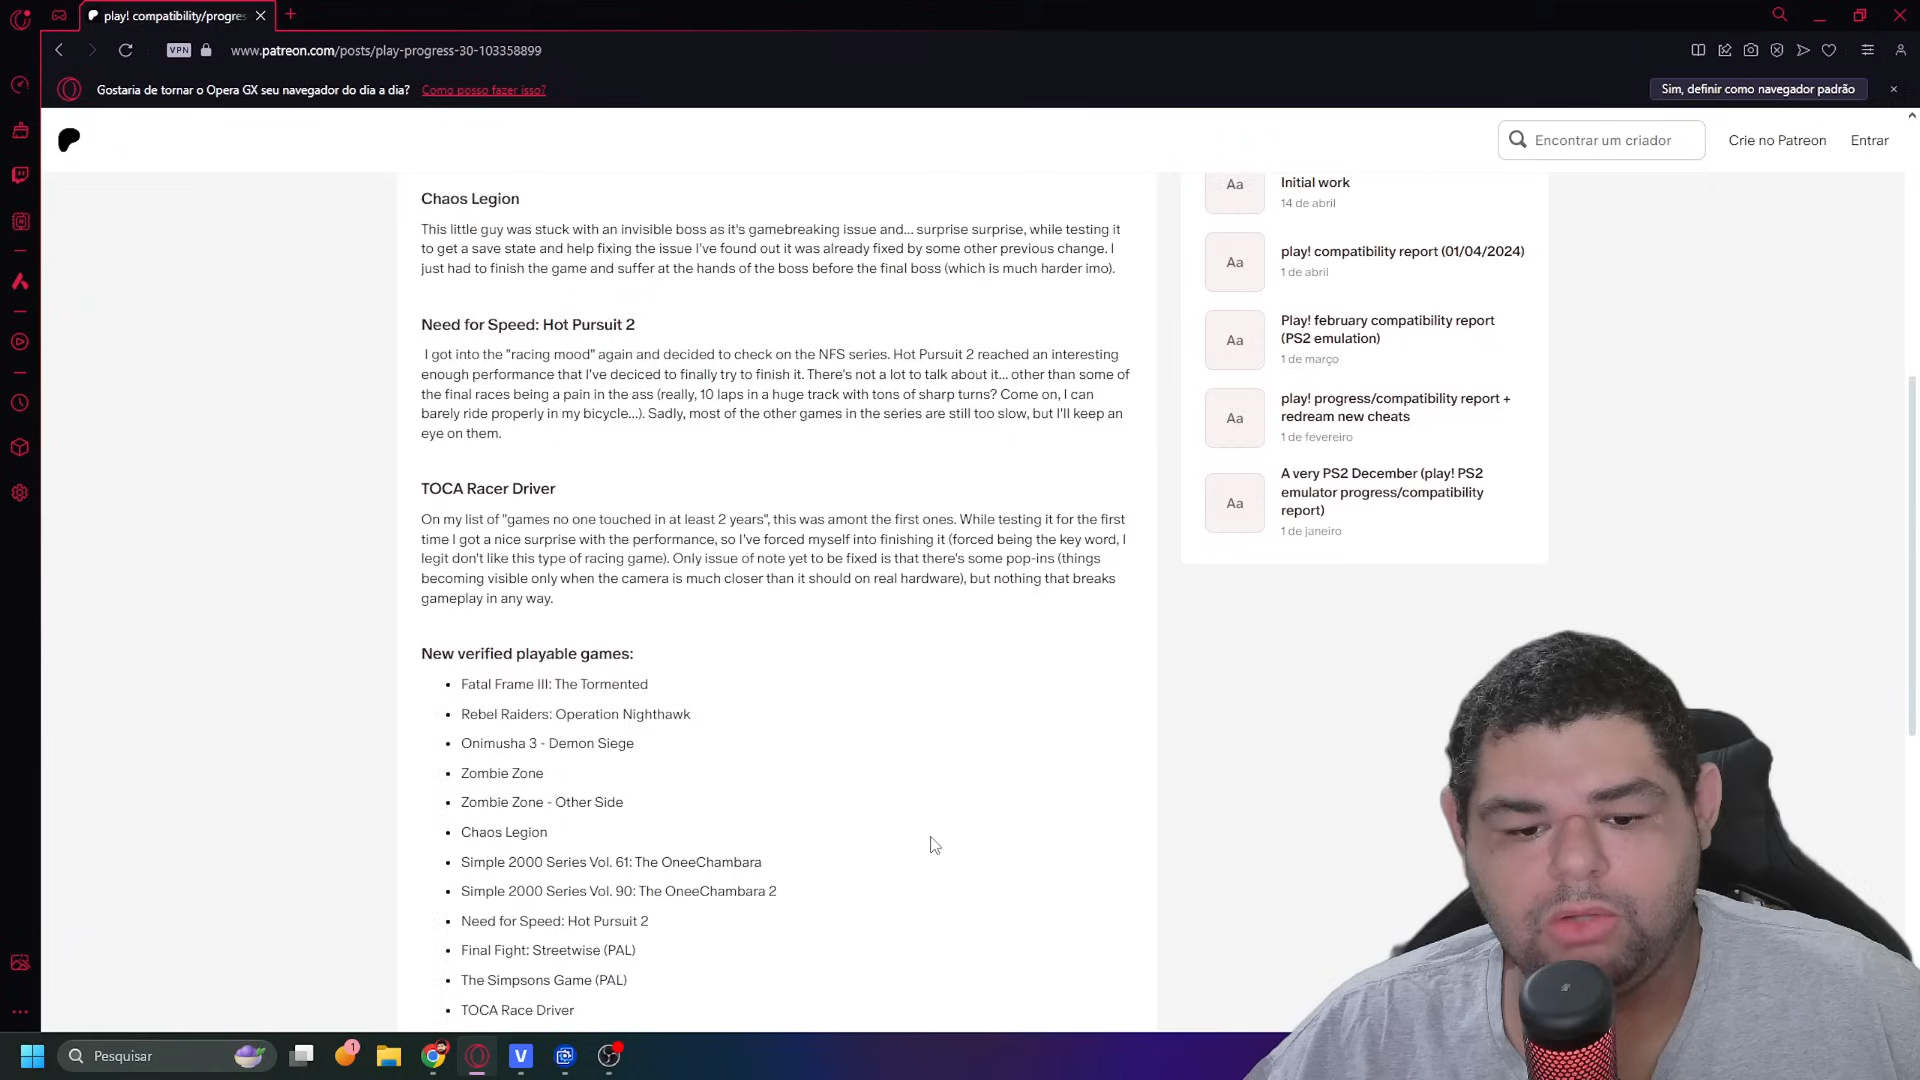 play! compatibility/progres
VPN
www.patreon.com/posts/play-progress-30-103358899
Gostaria de tornar o Opera GX seu navegador do dia a dia? Como posso fazer isso?
Sim, definir como navegador padrão
Encontrar um criador
Crie no Patreon
Entrar
Chaos Legion
This little guy was stuck with an invisible boss as it's gamebreaking issue and... surprise surprise, while testing it
to get a save state and help fixing the issue I've found out it was already fixed by some other previous change. I
just had to finish the game and suffer at the hands of the boss before the final boss (which is much harder imo).
Need for Speed: Hot Pursuit 2
I got into the "racing mood" again and decided to check on the NFS series. Hot Pursuit 2 reached an interesting
enough performance that I've deciced to finally try to finish it. There's not a lot to talk about it... other than some of
the final races being a pain in the ass (really, 10 laps in a huge track with tons of sharp turns? Come on, I can
barely ride properly in my bicycle...). Sadly, most of the other games in the series are still too slow, but I'll keep an
eye on them.
TOCA Racer Driver
On my list of "games no one touched in at least 2 years", this was amont the first ones. While testing it for the first
time I got a nice surprise with the performance, so I've forced myself into finishing it (forced being the key word, I
legit don't like this type of racing game). Only issue of note yet to be fixed is that there's some pop-ins (things
becoming visible only when the camera is much closer than it should on real hardware), but nothing that breaks
gameplay in any way.
New verified playable games:
• Fatal Frame III: The Tormented
• Rebel Raiders: Operation Nighthawk
• Onimusha 3 - Demon Siege
• Zombie Zone
• Zombie Zone - Other Side
• Chaos Legion
• Simple 2000 Series Vol. 61: The OneeChambara
• Simple 2000 Series Vol. 90: The OneeChambara 2
• Need for Speed: Hot Pursuit 2
• Final Fight: Streetwise (PAL)
• The Simpsons Game (PAL)
• TOCA Race Driver
Aa
Initial work
14 de abril
Aa
play! compatibility report (01/04/2024)
1 de abril
Aa
Play! february compatibility report
(PS2 emulation)
1 de março
Aa
play! progress/compatibility report +
redream new cheats
1 de fevereiro
Aa
A very PS2 December (play! PS2
emulator progress/compatibility
report)
1 de janeiro
Pesquisar
1
V